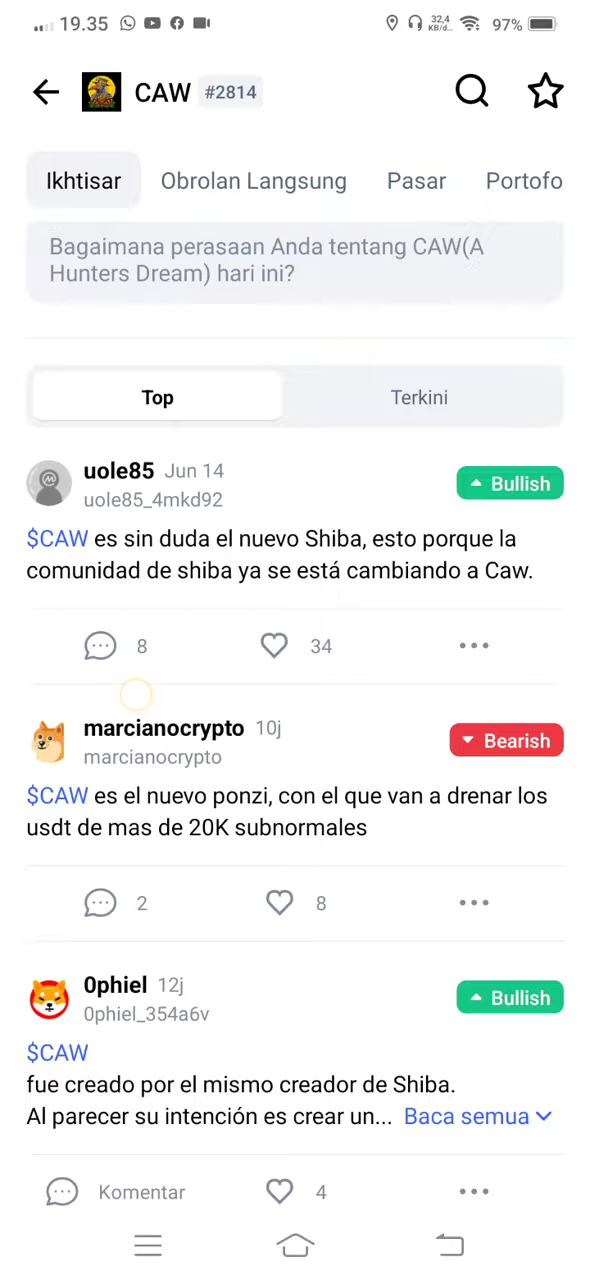 19.35
32,4
KB/d...
97%
CAW #2814
Ikhtisar Obrolan Langsung Pasar Portofo
Bagaimana perasaan Anda tentang CAW(A
Hunters Dream) hari ini?
Top Terkini
uole85 Jun 14
uole85_4mkd92
Bullish
$CAW es sin duda el nuevo Shiba, esto porque la
comunidad de shiba ya se está cambiando a Caw.
8 34
marcianocrypto 10j
marcianocrypto
Bearish
$CAW es el nuevo ponzi, con el que van a drenar los
usdt de mas de 20K subnormales
2 8
0phiel 12j
0phiel_354a6v
Bullish
$CAW
fue creado por el mismo creador de Shiba.
Al parecer su intención es crear un... Baca semua
Komentar 4